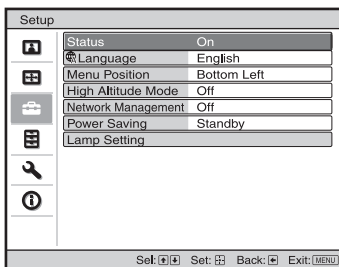 Setup
Status On
Language English
Menu Position Bottom Left
High Altitude Mode Off
Network Management Off
Power Saving Standby
Lamp Setting
Sel: Set: Back: Exit: MENU